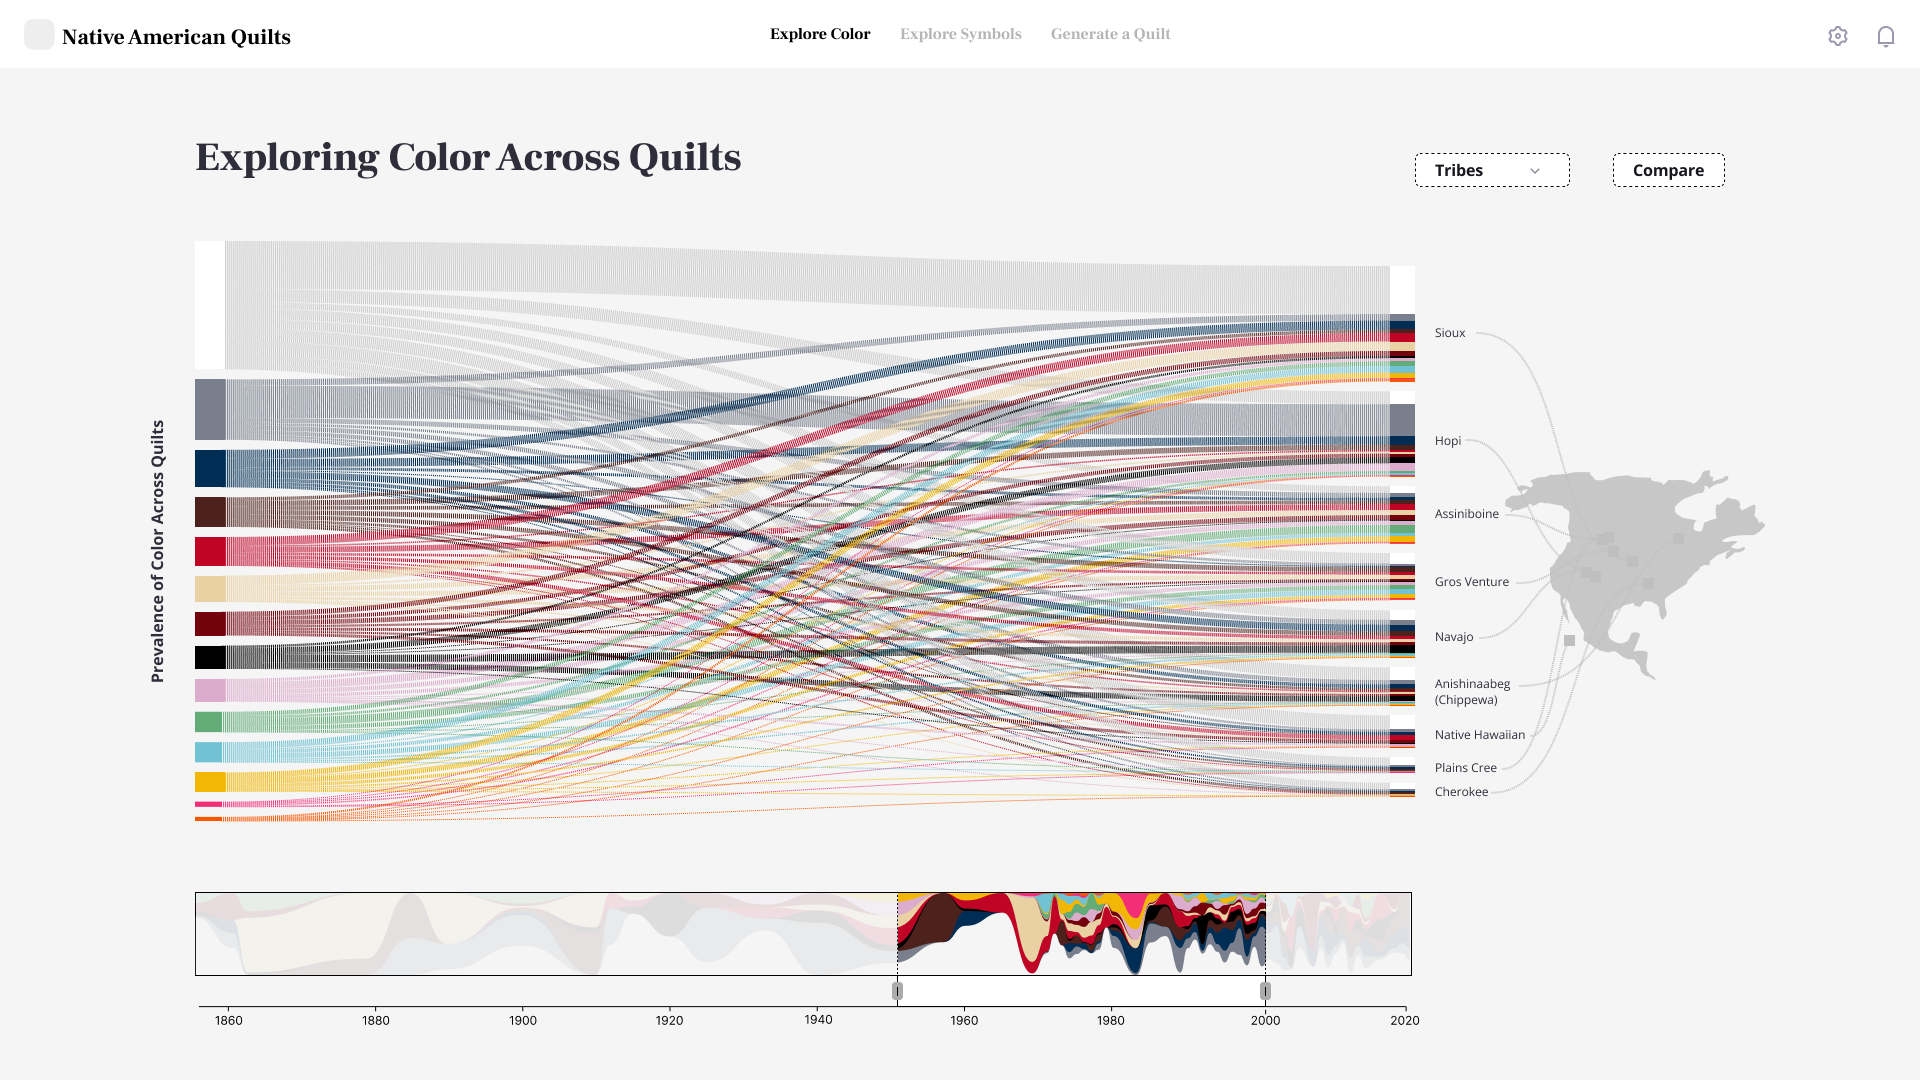 Native American Quilts
Explore Color
Explore Symbols
Generate a Quilt
Exploring Color Across Quilts
Tribes
Compare
Prevalence of Color Across Quilts
Sioux
Hopi
Assiniboine
Gros Venture
Navajo
Anishinaabeg
(Chippewa)
Native Hawaiian
Plains Cree
Cherokee
1860
1880
1900
1920
1940
1960
1980
2000
2020